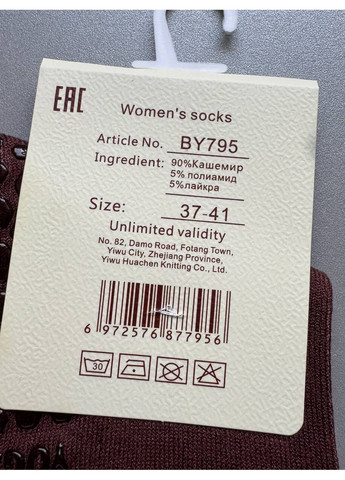 EAC
Women's socks
Article No. BY795
Ingredient: 90%Кашемир
5% полиамид
5%лайкра
Size: 37-41
Unlimited validity
No. 82, Damo Road, Fotang Town,
Yiwu City, Zhejiang Province,
Yiwu Huachen Knitting Co., Ltd.
6 972576 877956
30